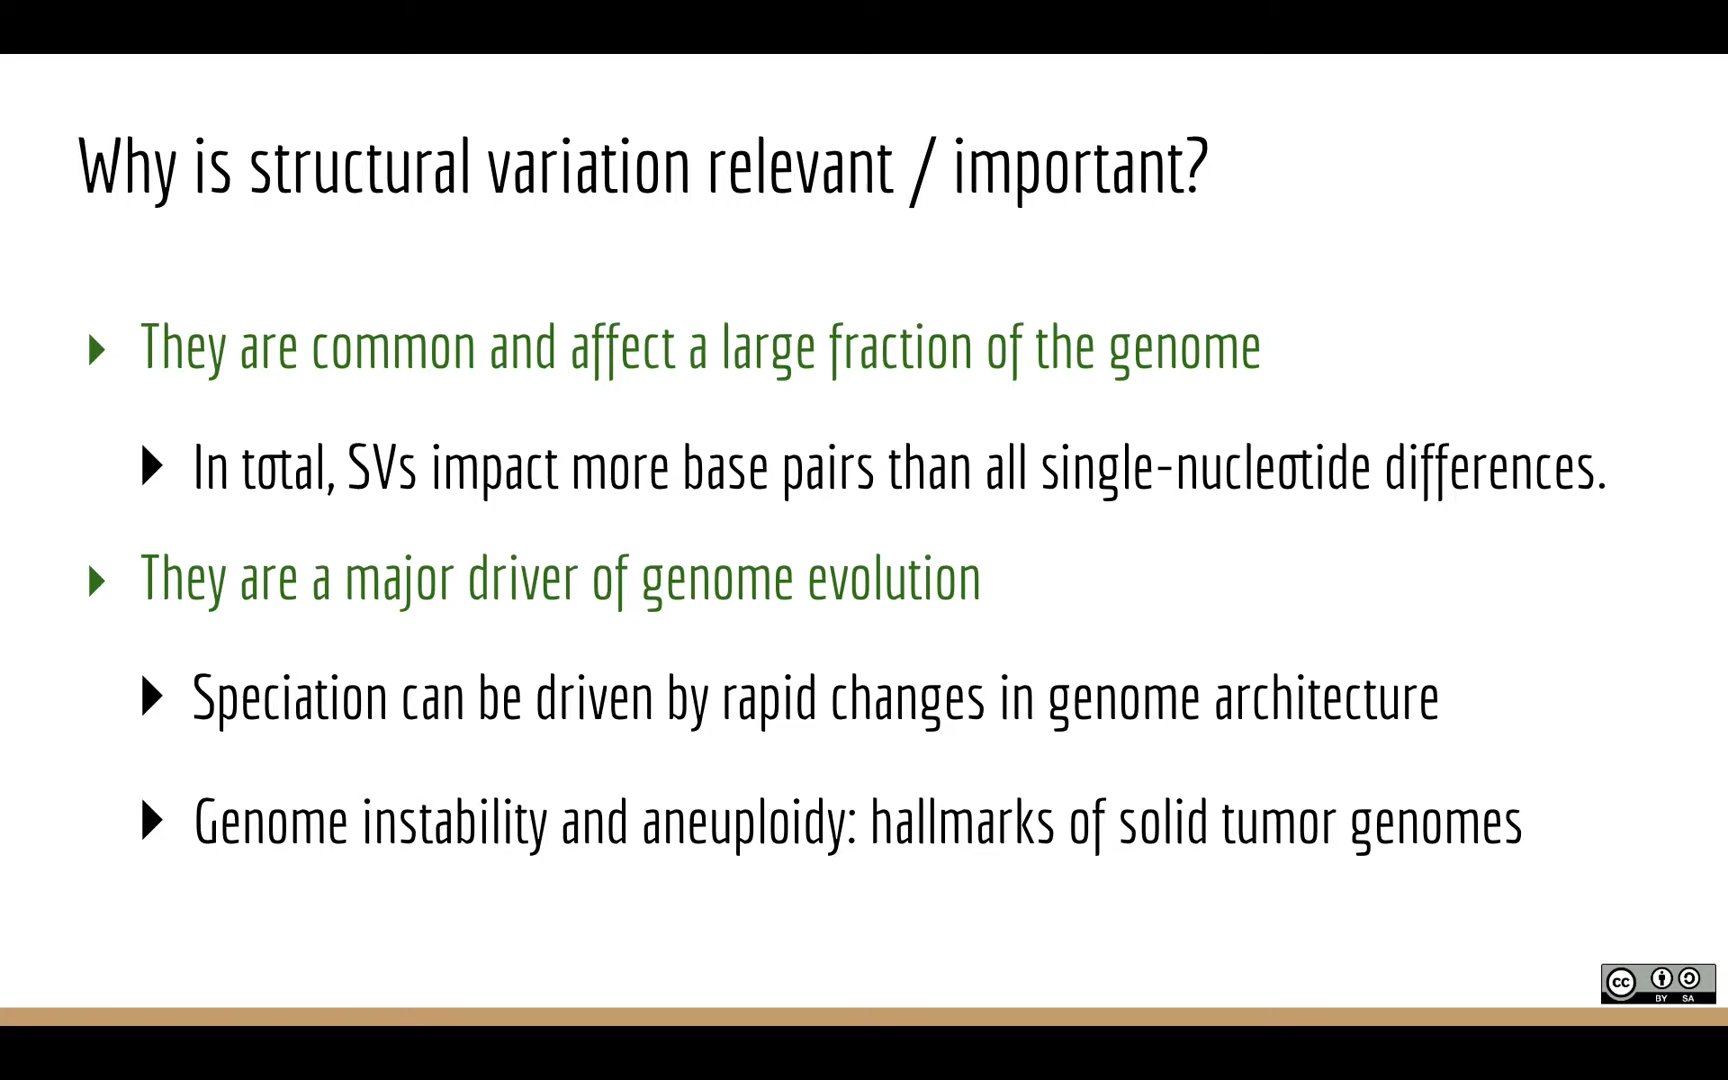 Why is structural variation relevant / important?
They are common and affect a large fraction of the genome
In total, SVs impact more base pairs than all single-nucleotide differences.
They are a major driver of genome evolution
Speciation can be driven by rapid changes in genome architecture
Genome instability and aneuploidy: hallmarks of solid tumor genomes
cc
BY SA